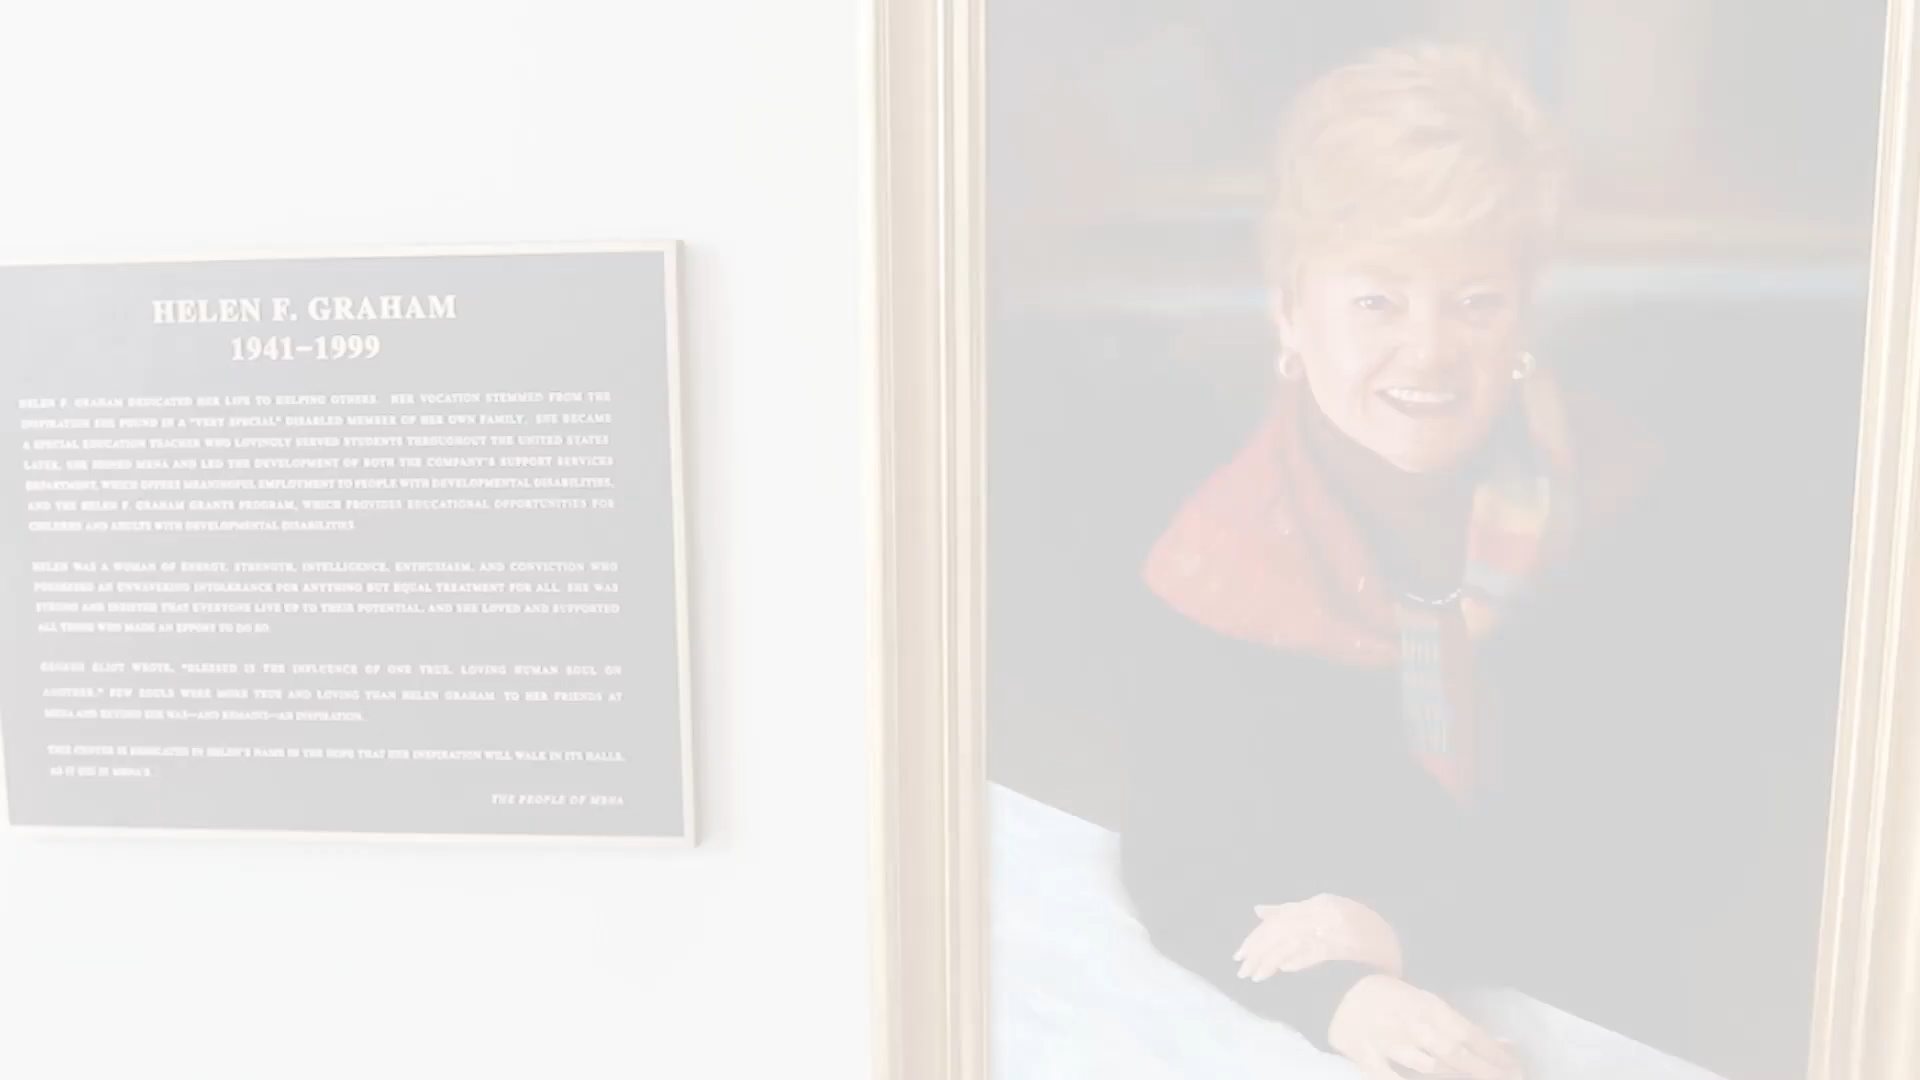 HELEN F. GRAHAM
1941–1999
HELEN F. GRAHAM DEDICATED HER LIFE TO HELPING OTHERS. HER VOCATION STEMMED FROM THE
INSPIRATION SHE FOUND IN A "VERY SPECIAL" DISABLED MEMBER OF HER OWN FAMILY. SHE BECAME
A SPECIAL EDUCATION TEACHER WHO LOVINGLY SERVED STUDENTS THROUGHOUT THE UNITED STATES.
LATER, SHE JOINED MBNA AND LED THE DEVELOPMENT OF BOTH THE COMPANY'S SUPPORT SERVICES
DEPARTMENT, WHICH OFFERS MEANINGFUL EMPLOYMENT TO PEOPLE WITH DEVELOPMENTAL DISABILITIES,
AND THE HELEN F. GRAHAM GRANTS PROGRAM, WHICH PROVIDES EDUCATIONAL OPPORTUNITIES FOR
CHILDREN AND ADULTS WITH DEVELOPMENTAL DISABILITIES.
HELEN WAS A WOMAN OF ENERGY, STRENGTH, INTELLIGENCE, ENTHUSIASM, AND CONVICTION WHO
POSSESSED AN UNWAVERING INTOLERANCE FOR ANYTHING BUT EQUAL TREATMENT FOR ALL. SHE WAS
STRONG AND INSISTED THAT EVERYONE LIVE UP TO THEIR POTENTIAL, AND SHE LOVED AND SUPPORTED
ALL THOSE WHO MADE AN EFFORT TO DO SO.
GEORGE ELIOT WROTE, "BLESSED IS THE INFLUENCE OF ONE TRUE, LOVING HUMAN SOUL ON
ANOTHER." FEW SOULS WERE MORE TRUE AND LOVING THAN HELEN GRAHAM. TO HER FRIENDS AT
MBNA AND BEYOND SHE WAS—AND REMAINS—AN INSPIRATION.
THIS CENTER IS DEDICATED IN HELEN'S NAME IN THE HOPE THAT HER INSPIRATION WILL WALK IN ITS HALLS,
AS IT DID IN MBNA'S.
THE PEOPLE OF MBNA